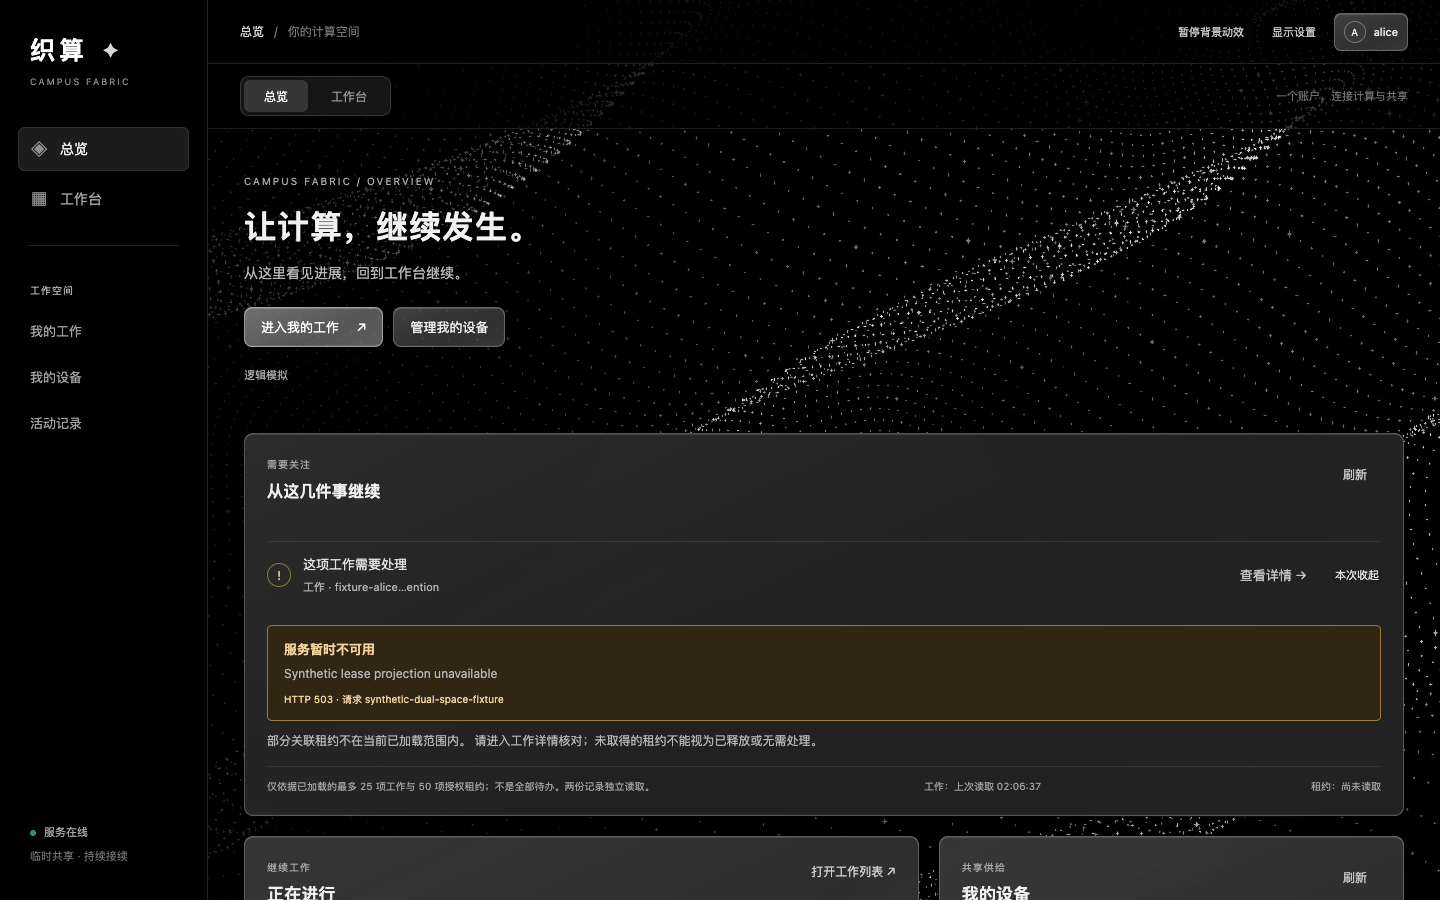 织算
CAMPUS FABRIC
总览
工作台
工作空间
我的工作
我的设备
活动记录
服务在线
临时共享 · 持续接续
总览 / 你的计算空间
暂停背景动效
显示设置
A alice
总览
工作台
一个账户，连接计算与共享
CAMPUS FABRIC / OVERVIEW
让计算，继续发生。
从这里看见进展，回到工作台继续。
进入我的工作 ↗
管理我的设备
逻辑模拟
需要关注
从这几件事继续
刷新
! 这项工作需要处理
工作 · fixture-alice...ention
查看详情 →
本次收起
服务暂时不可用
Synthetic lease projection unavailable
HTTP 503 · 请求 synthetic-dual-space-fixture
部分关联租约不在当前已加载范围内。 请进入工作详情核对；未取得的租约不能视为已释放或无需处理。
仅依据已加载的最多 25 项工作与 50 项授权租约；不是全部待办。两份记录独立读取。
工作：上次读取 02:06:37
租约：尚未读取
继续工作
正在进行
打开工作列表 ↗
共享供给
我的设备
刷新